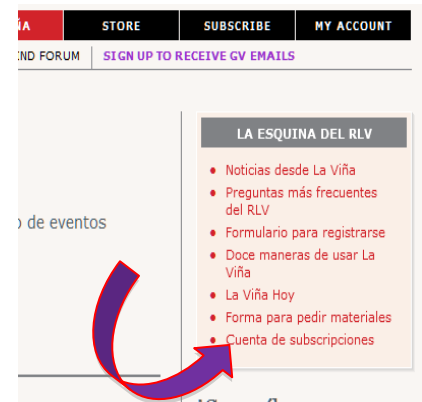 STORE
SUBSCRIBE
MY ACCOUNT
FORUM
SIGN UP TO RECEIVE GV EMAILS
LA ESQUINA DEL RLV
de eventos
• Noticias desde La Viña
• Preguntas más frecuentes
del RLV
• Formulario para registrarse
• Doce maneras de usar La
Viña
• La Viña Hoy
• Forma para pedir materiales
• Cuenta de subscripciones